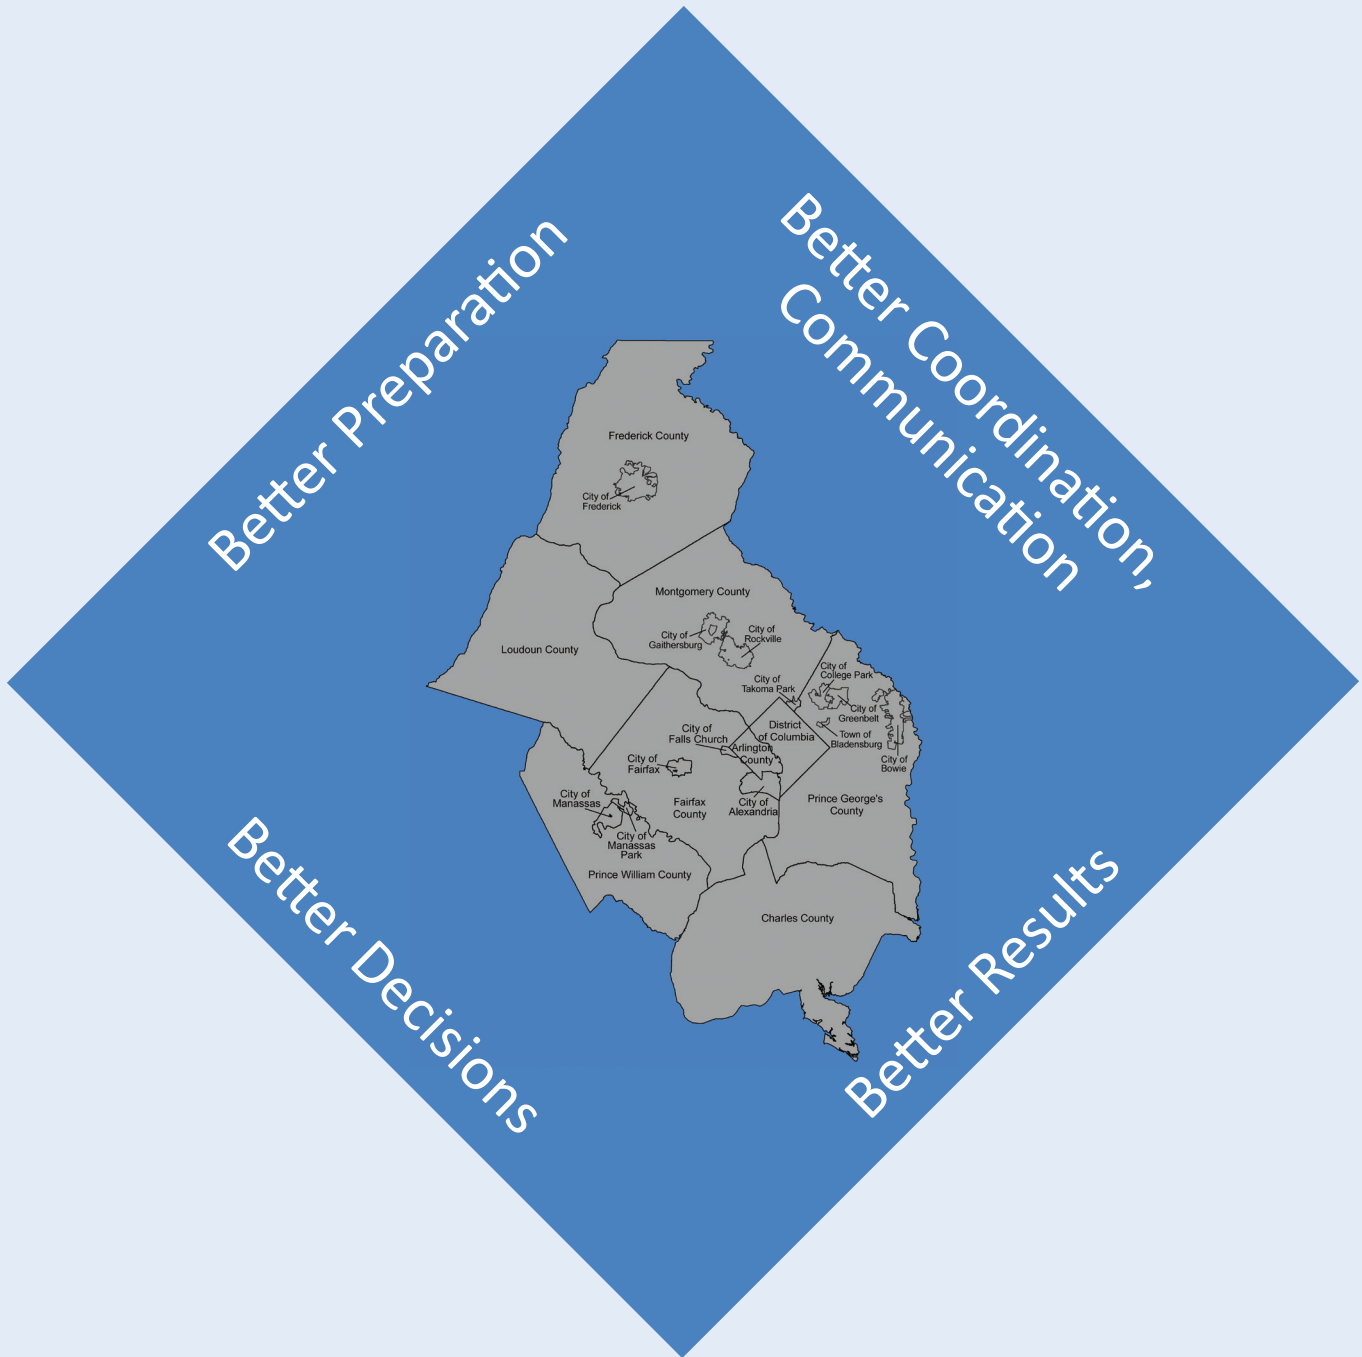 Better Preparation
Better Coordination,
Communication
Frederick County
City of
Frederick
Montgomery County
City of
Gaithersburg
City of
Rockville
Loudoun County
City of
Takoma Park
City of
College Park
City of
Greenbelt
Town of
Bladensburg
City of
Bowie
District
of Columbia
City of
Falls Church
Arlington
County
City of
Fairfax
City of
Manassas
Fairfax
County
City of
Alexandria
Prince George's
County
City of
Manassas
Park
Prince William County
Charles County
Better Decisions
Better Results